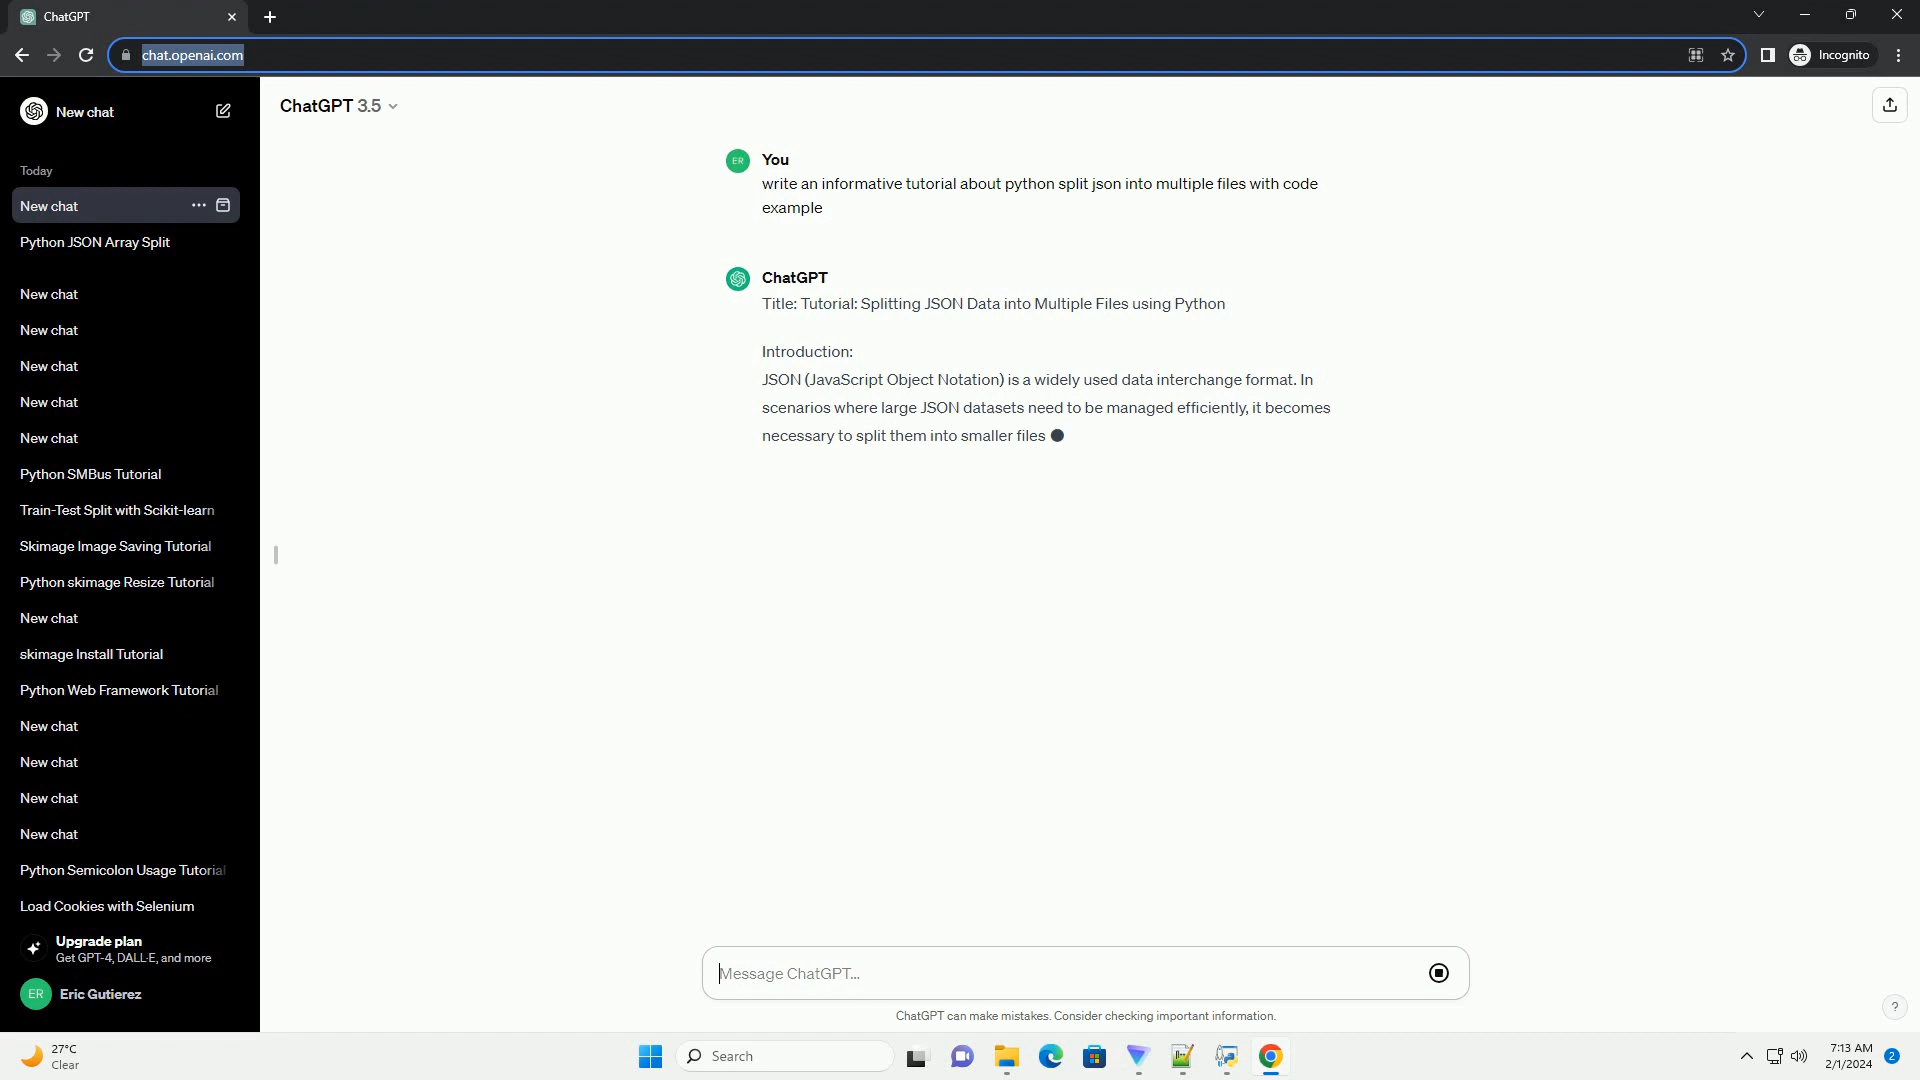 ChatGPT
chat.openai.com
Incognito
New chat
ChatGPT 3.5
Today
New chat
Python JSON Array Split
New chat
New chat
New chat
New chat
New chat
Python SMBus Tutorial
Train-Test Split with Scikit-learn
Skimage Image Saving Tutorial
Python skimage Resize Tutorial
New chat
skimage Install Tutorial
Python Web Framework Tutorial
New chat
New chat
New chat
New chat
Python Semicolon Usage Tutorial
Load Cookies with Selenium
Upgrade plan
Get GPT-4, DALL·E, and more
ER
Eric Gutierez
ER
You
write an informative tutorial about python split json into multiple files with code
example
ChatGPT
Title: Tutorial: Splitting JSON Data into Multiple Files using Python
Introduction:
JSON (JavaScript Object Notation) is a widely used data interchange format. In
scenarios where large JSON datasets need to be managed efficiently, it becomes
necessary to split them into smaller files
Message ChatGPT...
ChatGPT can make mistakes. Consider checking important information.
?
27°C
Clear
Search
7:13 AM
2/1/2024
2